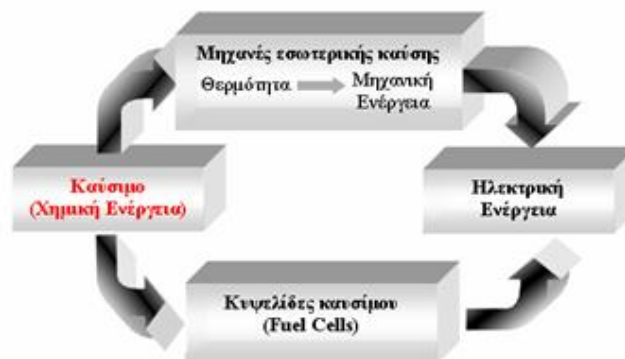 Μηχανές εσωτερικής καύσης
Θερμότητα
Μηχανική
Ενέργεια
Καύσιμο
(Χημική Ενέργεια)
Ηλεκτρική
Ενέργεια
Κυψελίδες καυσίμου
(Fuel Cells)